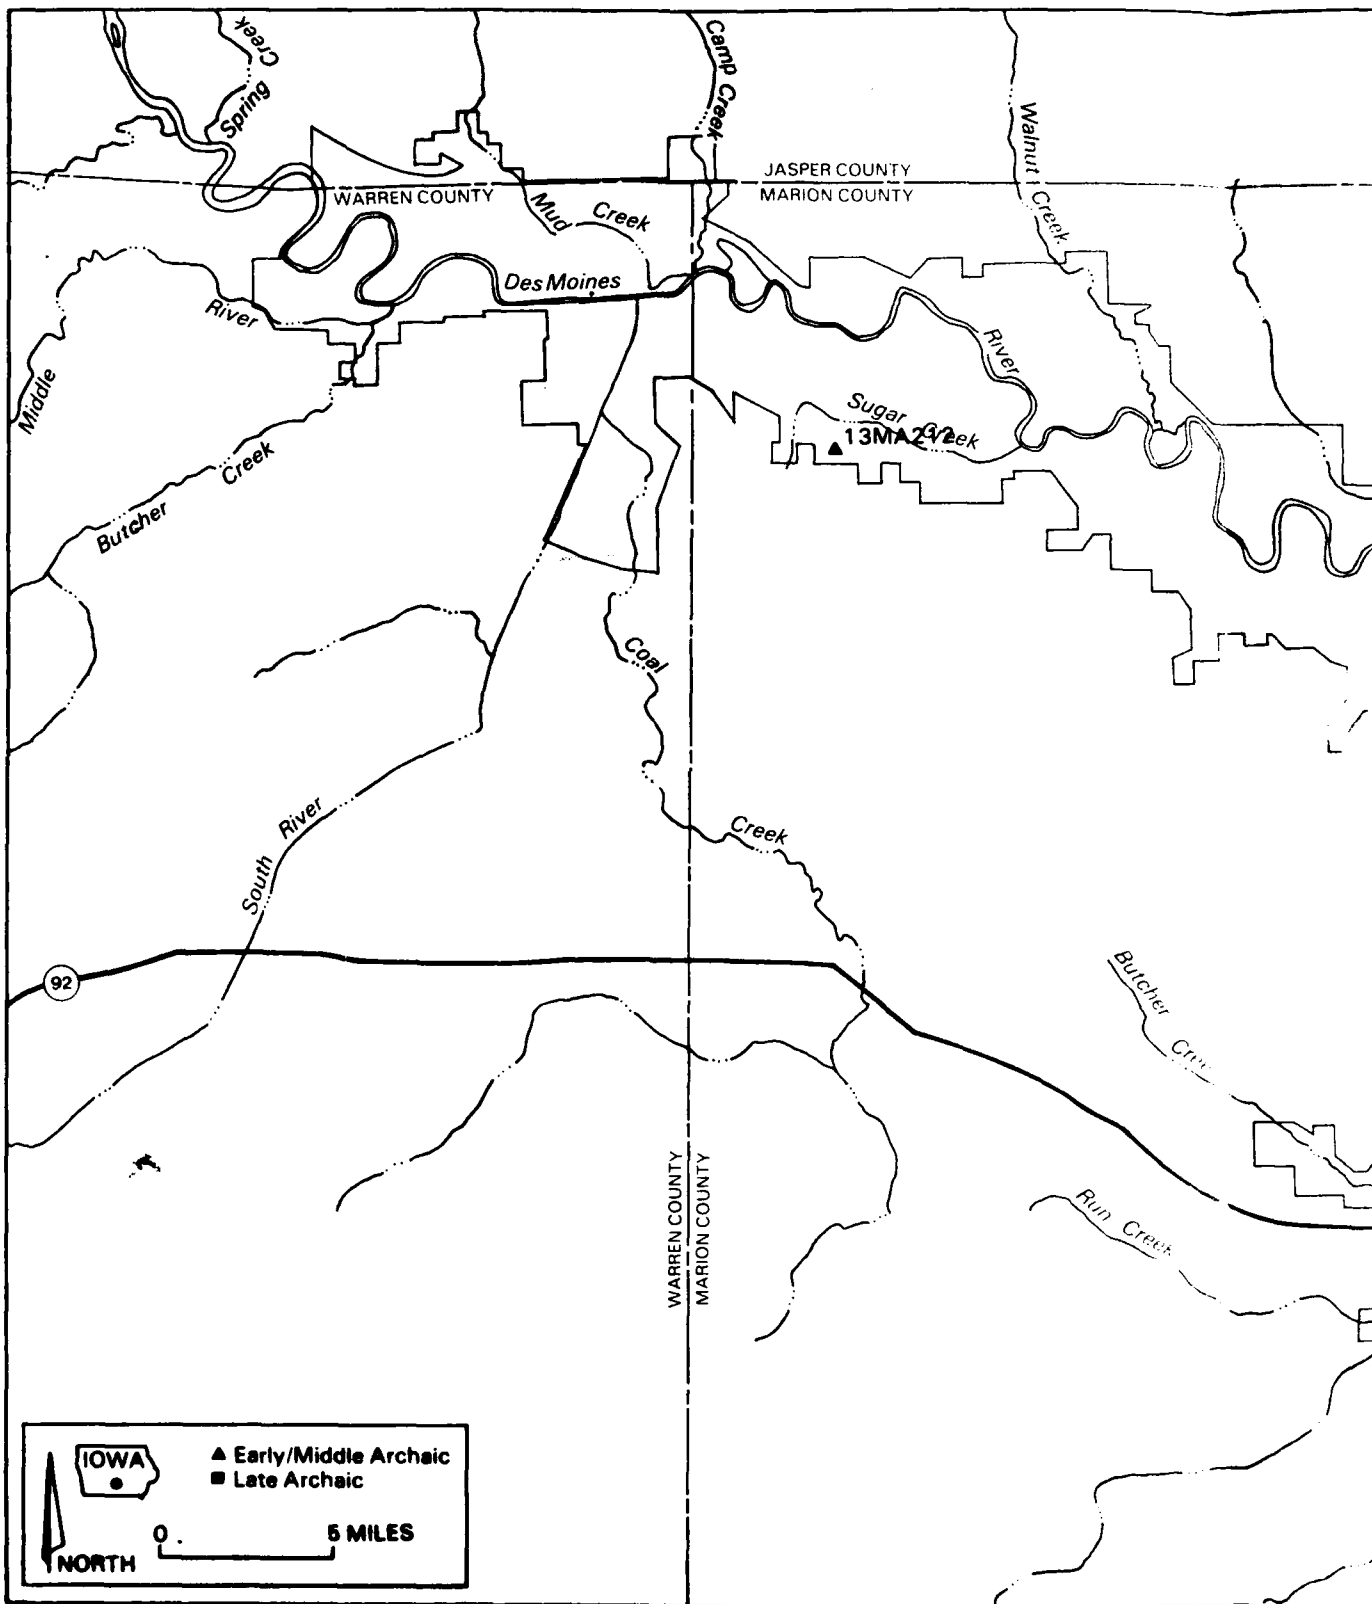 Spring Creek
Camp Creek
Walnut Creek
JASPER COUNTY
WARREN COUNTY
MARION COUNTY
Mud Creek
Des Moines
River
River
Middle
Sugar Creek
13MA212
Butcher Creek
Coal
Creek
South River
92
Butcher
Run Creek
WARREN COUNTY
MARION COUNTY
IOWA
▲ Early/Middle Archaic
■ Late Archaic
0 5 MILES
NORTH